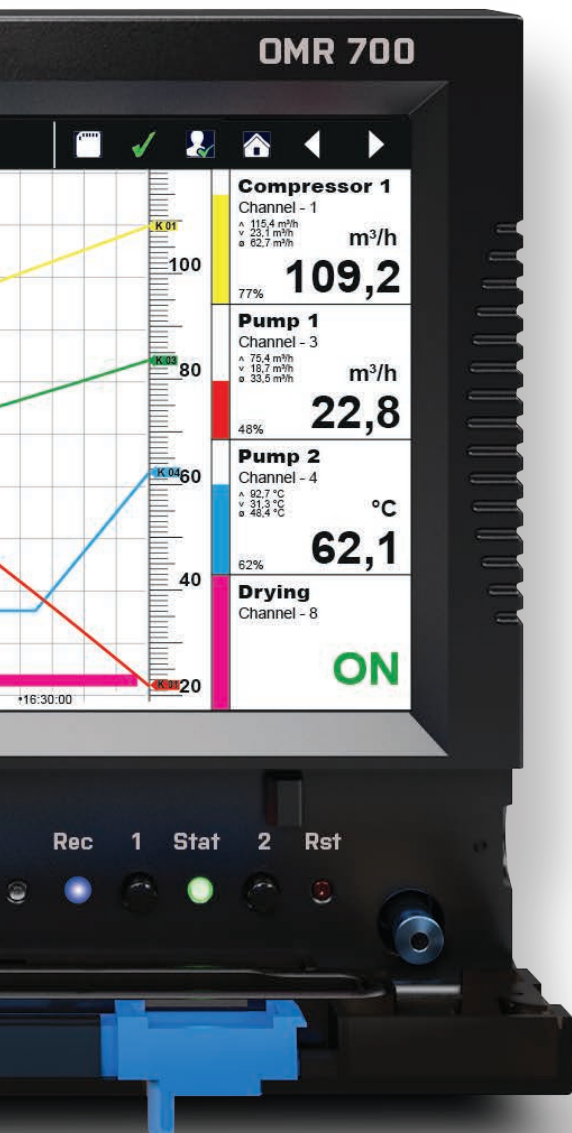 OMR 700
Compressor 1
Channel - 1
^ 115,4 m³/h
v 23,1 m³/h
ø 62,7 m³/h
m³/h
77%
109,2
Pump 1
Channel - 3
^ 75,4 m³/h
v 18,7 m³/h
ø 33,5 m³/h
m³/h
48%
22,8
Pump 2
Channel - 4
^ 92,7 °C
v 31,3 °C
ø 48,4 °C
°C
62%
62,1
Drying
Channel - 8
ON
K 01
100
K 03
80
K 04
60
40
K 01
20
•16:30:00
Rec 1 Stat 2 Rst